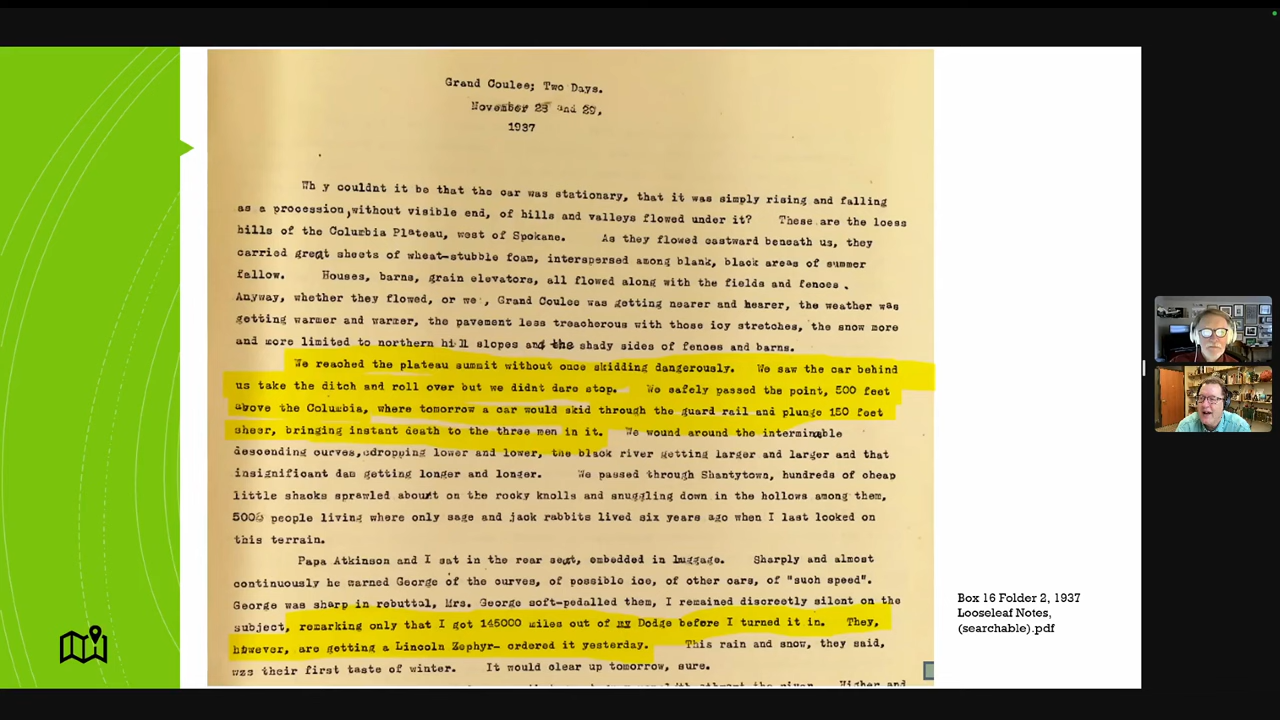 Grand Coulee; Two Days.
November 28 and 29,
1937
Wh y couldnt it be that the car was stationary, that it was simply rising and falling
as a procession,without visible end, of hills and valleys flowed under it? These are the loess
hills of the Columbia Plateau, west of Spokane. As they flowed eastward beneath us, they
carried great sheets of wheat-stubble foam, interspersed among blank, black areas of summer
fallow. Houses, barns, grain elevators, all flowed along with the fields and fences.
Anyway, whether they flowed, or we, Grand Coulee was getting nearer and hearer, the weather was
getting warmer and warmer, the pavement less treacherous with those icy stretches, the snow more
and more limited to northern hill slopes and the shady sides of fences and barns.
We reached the plateau summit without once skidding dangerously. We saw the car behind
us take the ditch and roll over but we didnt dare stop. We safely passed the point, 500 feet
above the Columbia, where tomorrow a car would skid through the guard rail and plunge 150 feet
sheer, bringing instant death to the three men in it. We wound around the interminable
descending curves, dropping lower and lower, the black river getting larger and larger and that
insignificant dam getting longer and longer. We passed through Shantytown, hundreds of cheap
little shacks sprawled about on the rocky knolls and snuggling down in the hollows among them,
5000 people living where only sage and jack rabbits lived six years ago when I last looked on
this terrain.
Papa Atkinson and I sat in the rear seat, embedded in luggage. Sharply and almost
continuously he warned George of the curves, of possible ice, of other cars, of "such speed".
George was sharp in rebuttal, Mrs. George soft-pedalled them, I remained discreetly silent on the
subject, remarking only that I got 145000 miles out of my Dodge before I turned it in. They,
however, are getting a Lincoln Zephyr- ordered it yesterday. This rain and snow, they said,
was their first taste of winter. It would clear up tomorrow, sure.
Box 16 Folder 2, 1937
Looseleaf Notes,
(searchable).pdf